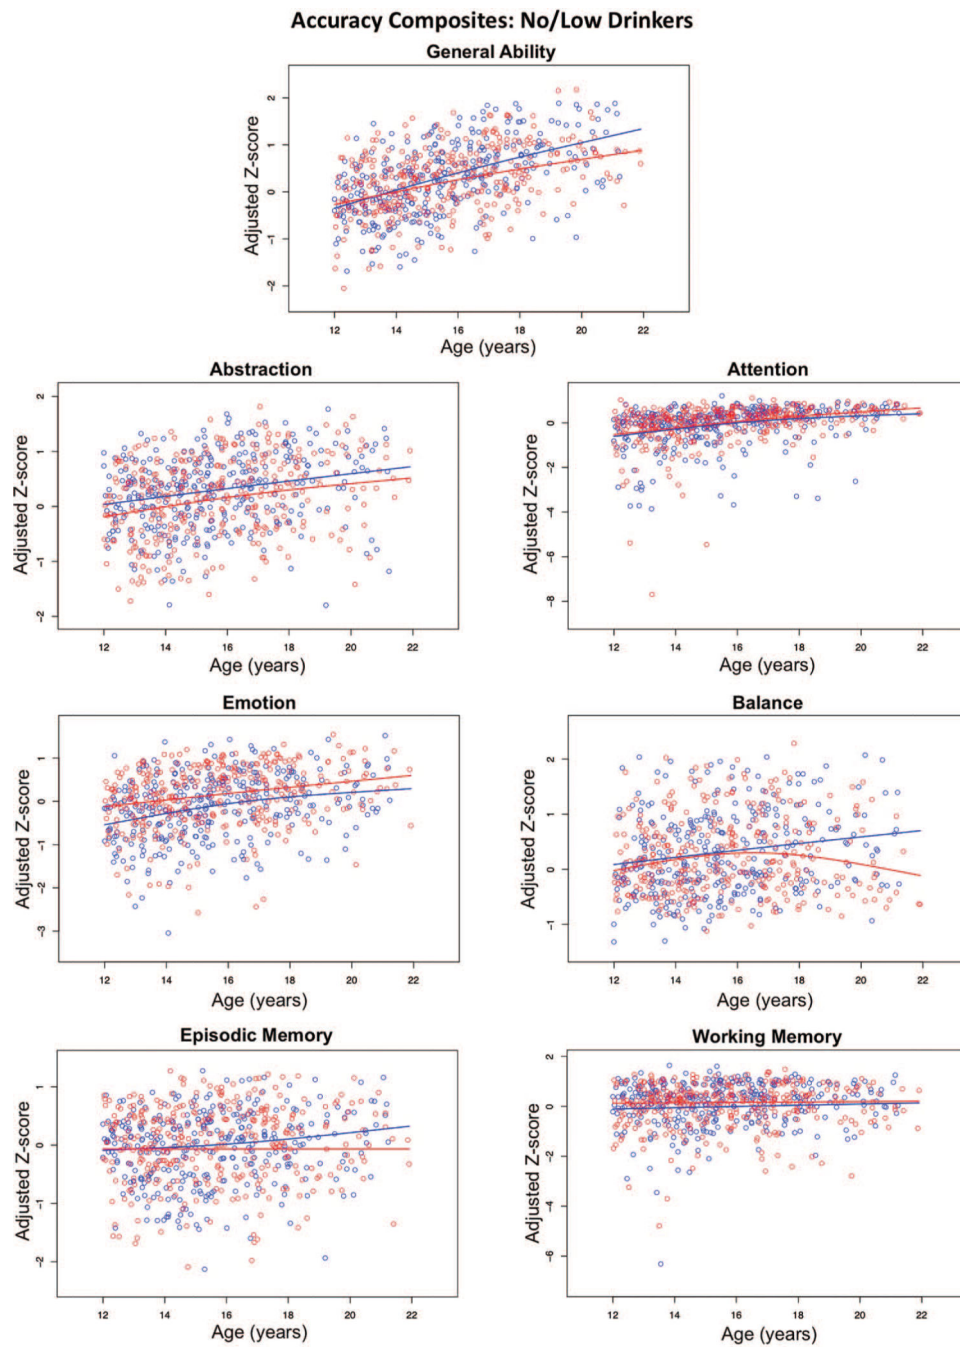 Accuracy Composites: No/Low Drinkers
General Ability
Adjusted Z-score
2
1
0
-1
-2
12 14 16 18 20 22
Age (years)
Abstraction
Adjusted Z-score
2
1
0
-1
-2
12 14 16 18 20 22
Age (years)
Attention
Adjusted Z-score
0
-2
-4
-6
-8
12 14 16 18 20 22
Age (years)
Emotion
Adjusted Z-score
1
0
-1
-2
-3
12 14 16 18 20 22
Age (years)
Balance
Adjusted Z-score
2
1
0
-1
12 14 16 18 20 22
Age (years)
Episodic Memory
Adjusted Z-score
1
0
-1
-2
12 14 16 18 20 22
Age (years)
Working Memory
Adjusted Z-score
2
0
-2
-4
-6
12 14 16 18 20 22
Age (years)